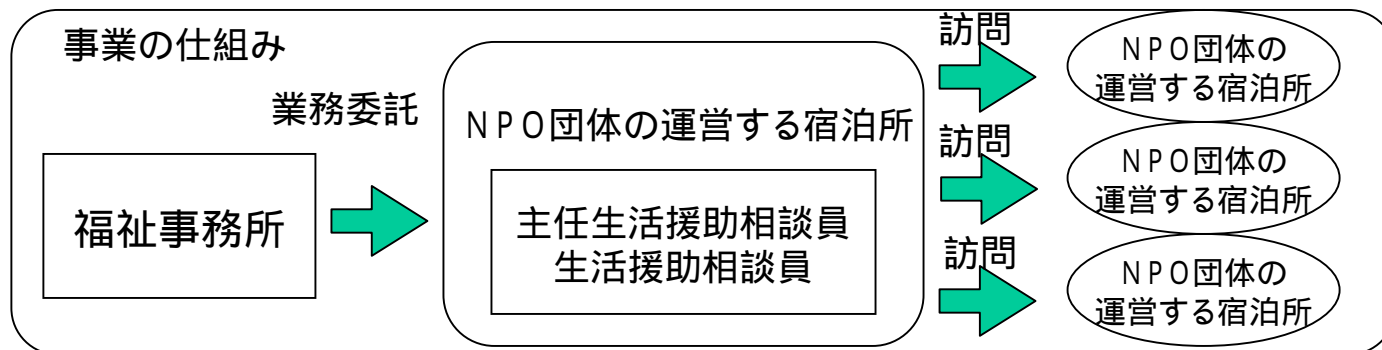 事業の仕組み
業務委託
福祉事務所
NPO団体の運営する宿泊所
主任生活援助相談員
生活援助相談員
訪問
NPO団体の
運営する宿泊所
訪問
NPO団体の
運営する宿泊所
訪問
NPO団体の
運営する宿泊所